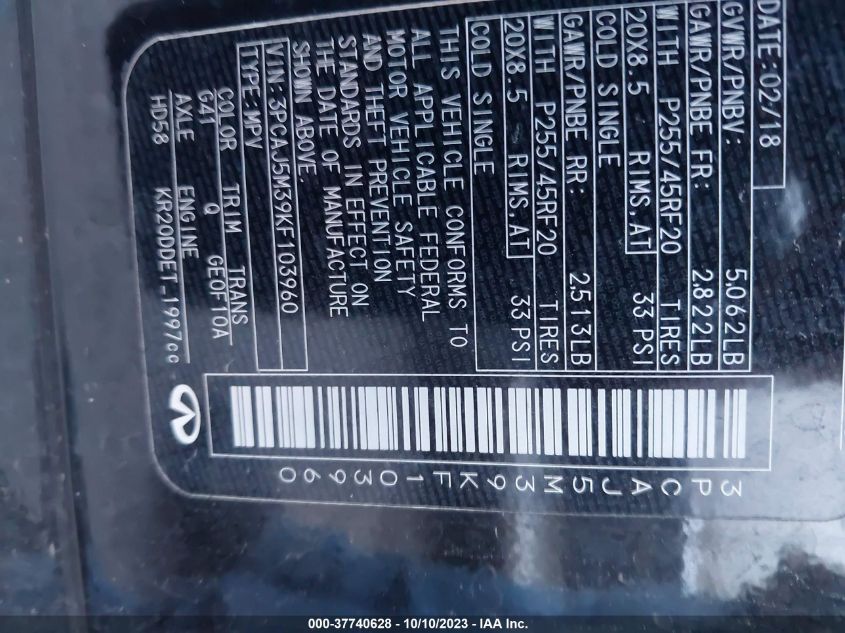 DATE:02/18
GVWR/PNBV: 5.062LB
GAWR/PNBE FR: 2.822LB
WITH P255/45RF20 TIRES
20X8.5 RIMS,AT 33 PSI
COLD SINGLE
GAWR/PNBE RR: 2.513LB
WITH P255/45RF20 TIRES
20X8.5 RIMS,AT 33 PSI
COLD SINGLE
THIS VEHICLE CONFORMS TO
ALL APPLICABLE FEDERAL
MOTOR VEHICLE SAFETY
AND THEFT PREVENTION
STANDARDS IN EFFECT ON
THE DATE OF MANUFACTURE
SHOWN ABOVE.
VIN:3PCAJ5M39KF103960
TYPE:MPV
COLOR TRIM TRANS
G4T Q GE0F10A
AXLE ENGINE
HD58 KR20DDET_1997cc
3PCAJ5M39KF103960
000-37740628 - 10/10/2023 - IAA Inc.